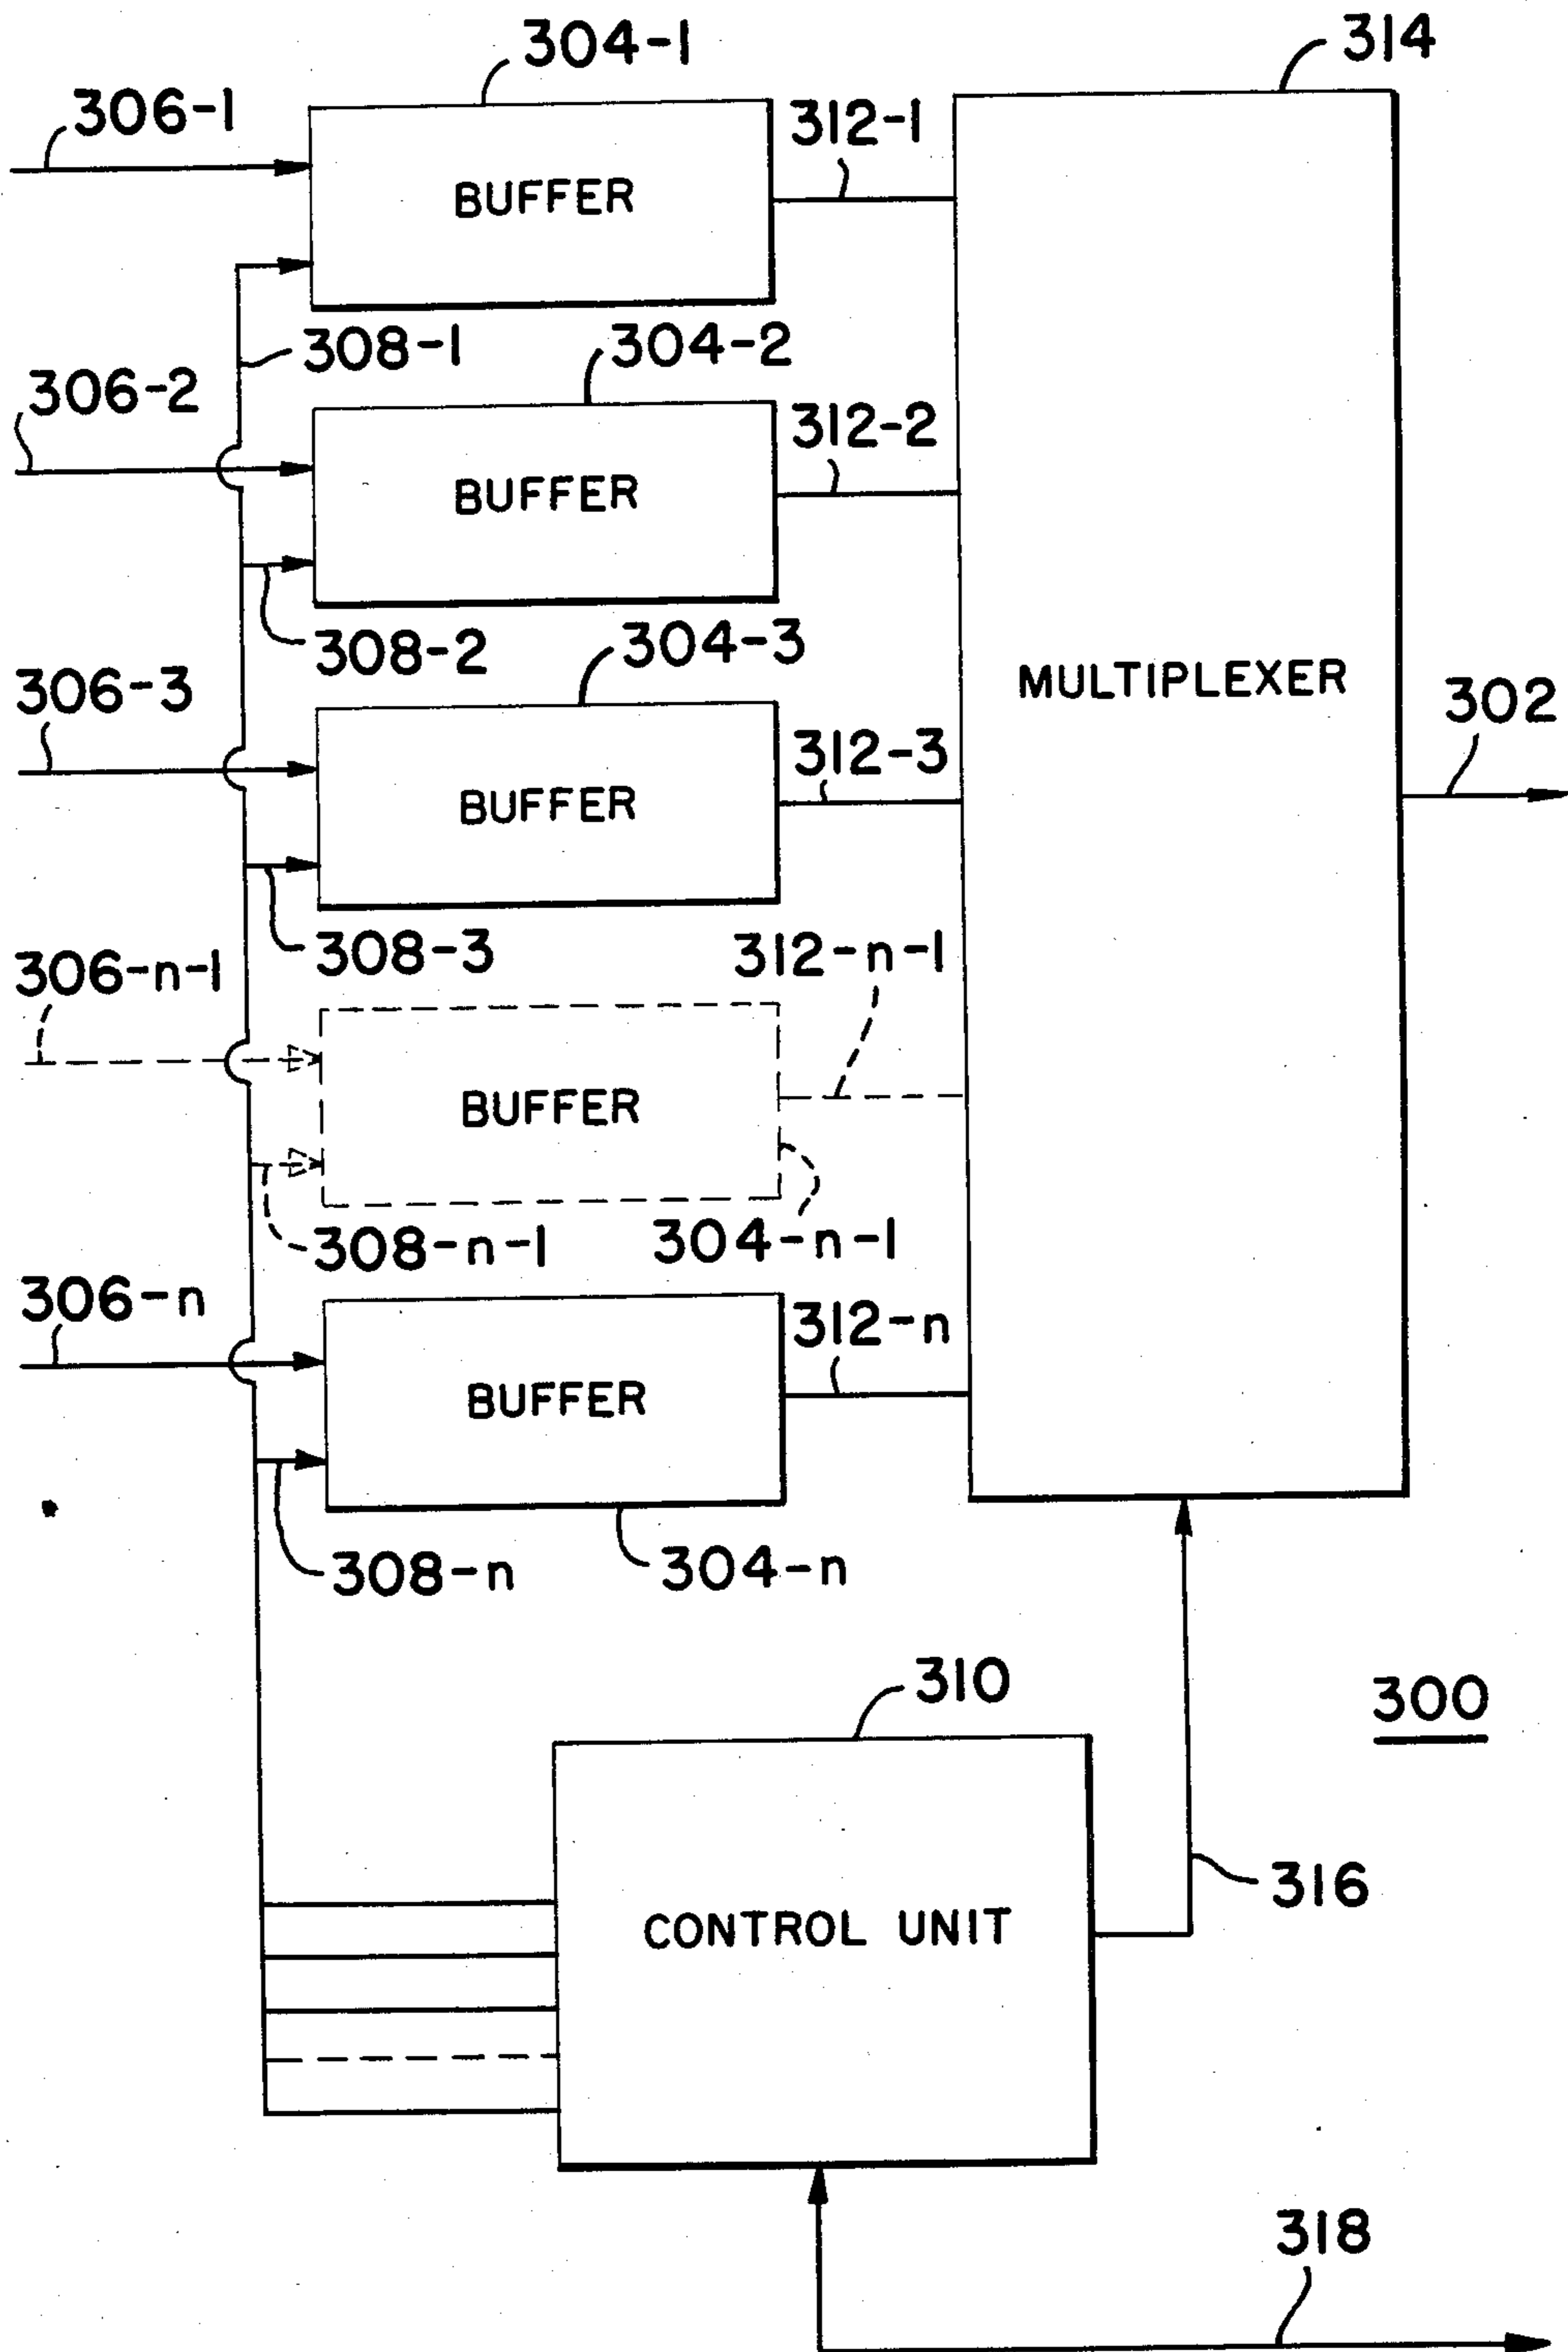 304-1
314
306-1
312-1
BUFFER
308-1
304-2
306-2
312-2
BUFFER
308-2
304-3
306-3
MULTIPLEXER
302
312-3
BUFFER
308-3
312-n-1
306-n-1
BUFFER
308-n-1
304-n-1
306-n
312-n
BUFFER
308-n
304-n
310
300
316
CONTROL UNIT
318